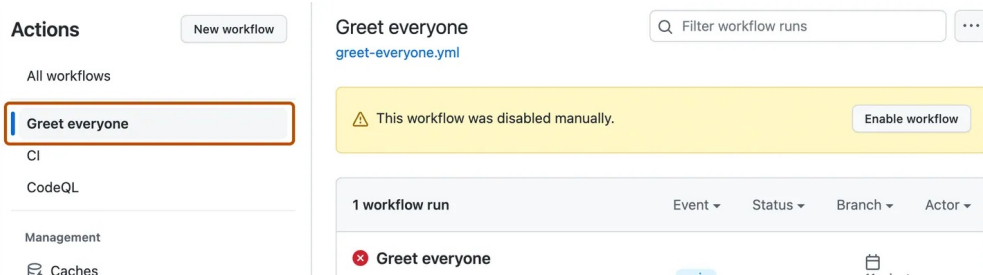 Actions
New workflow
All workflows
Greet everyone
CI
CodeQL
Management
Caches
Greet everyone
Filter workflow runs
greet-everyone.yml
This workflow was disabled manually.
Enable workflow
1 workflow run
Event
Status
Branch
Actor
Greet everyone